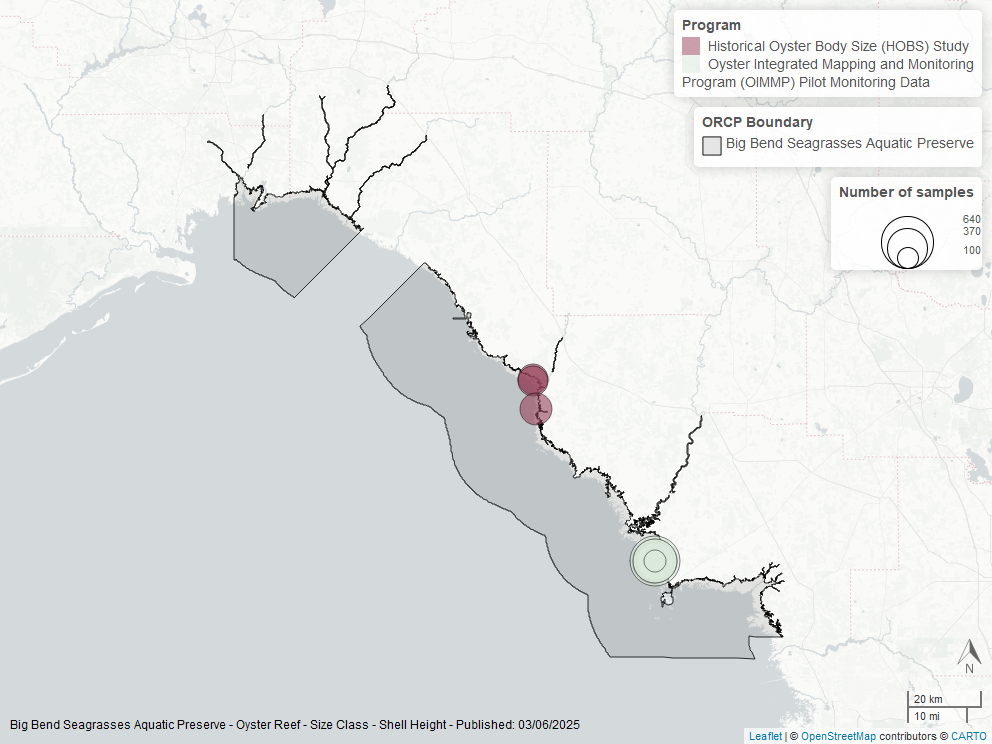 Program
Historical Oyster Body Size (HOBS) Study
Oyster Integrated Mapping and Monitoring
Program (OIMMP) Pilot Monitoring Data
ORCP Boundary
Big Bend Seagrasses Aquatic Preserve
Number of samples
640
370
100
N
20 km
10 mi
Big Bend Seagrasses Aquatic Preserve - Oyster Reef - Size Class - Shell Height - Published: 03/06/2025
Leaflet | © OpenStreetMap contributors © CARTO